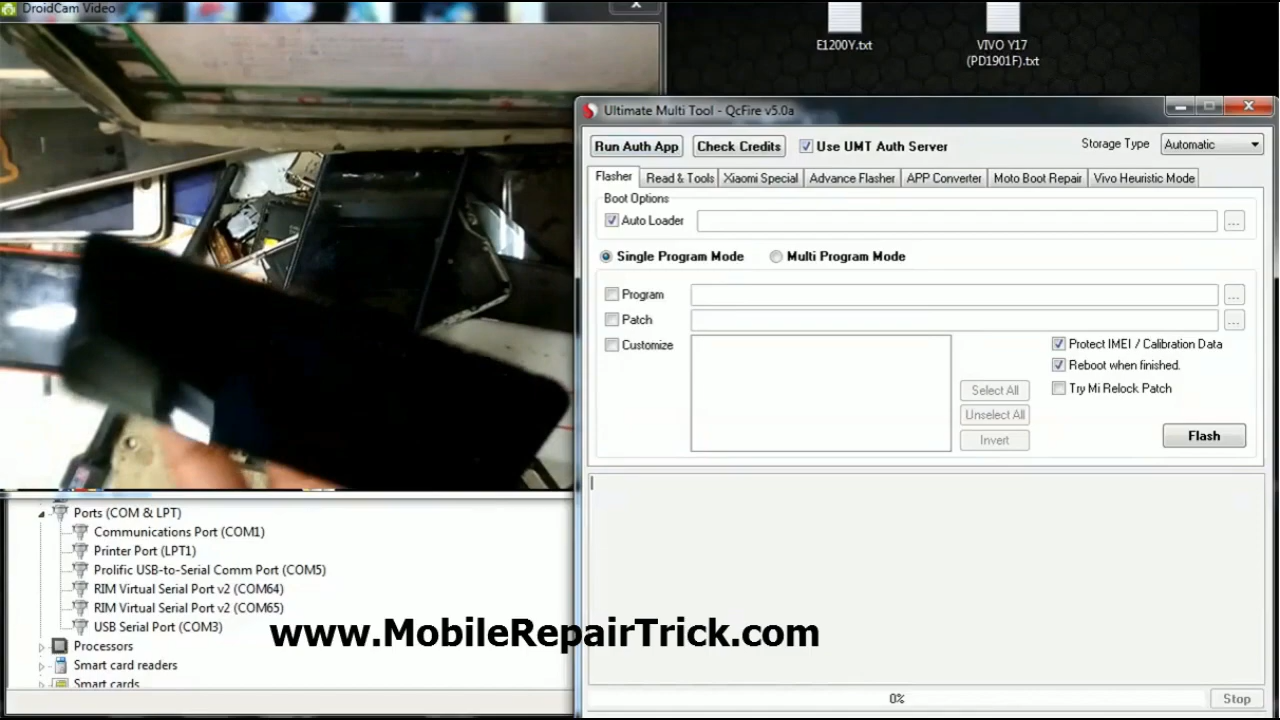 DroidCam Video
E1200Y.txt
VIVO Y17
(PD1901F).txt
Ultimate Multi Tool - QcFire v5.0a
Run Auth App
Check Credits
Use UMT Auth Server
Storage Type
Automatic
Flasher
Read & Tools
Xiaomi Special
Advance Flasher
APP Converter
Moto Boot Repair
Vivo Heuristic Mode
Boot Options
Auto Loader
...
Single Program Mode
Multi Program Mode
Program
...
Patch
...
Customize
Protect IMEI / Calibration Data
Reboot when finished.
Try Mi Relock Patch
Select All
Unselect All
Invert
Flash
Ports (COM & LPT)
Communications Port (COM1)
Printer Port (LPT1)
Prolific USB-to-Serial Comm Port (COM5)
RIM Virtual Serial Port v2 (COM64)
RIM Virtual Serial Port v2 (COM65)
USB Serial Port (COM3)
Processors
Smart card readers
Smart cards
www.MobileRepairTrick.com
0%
Stop